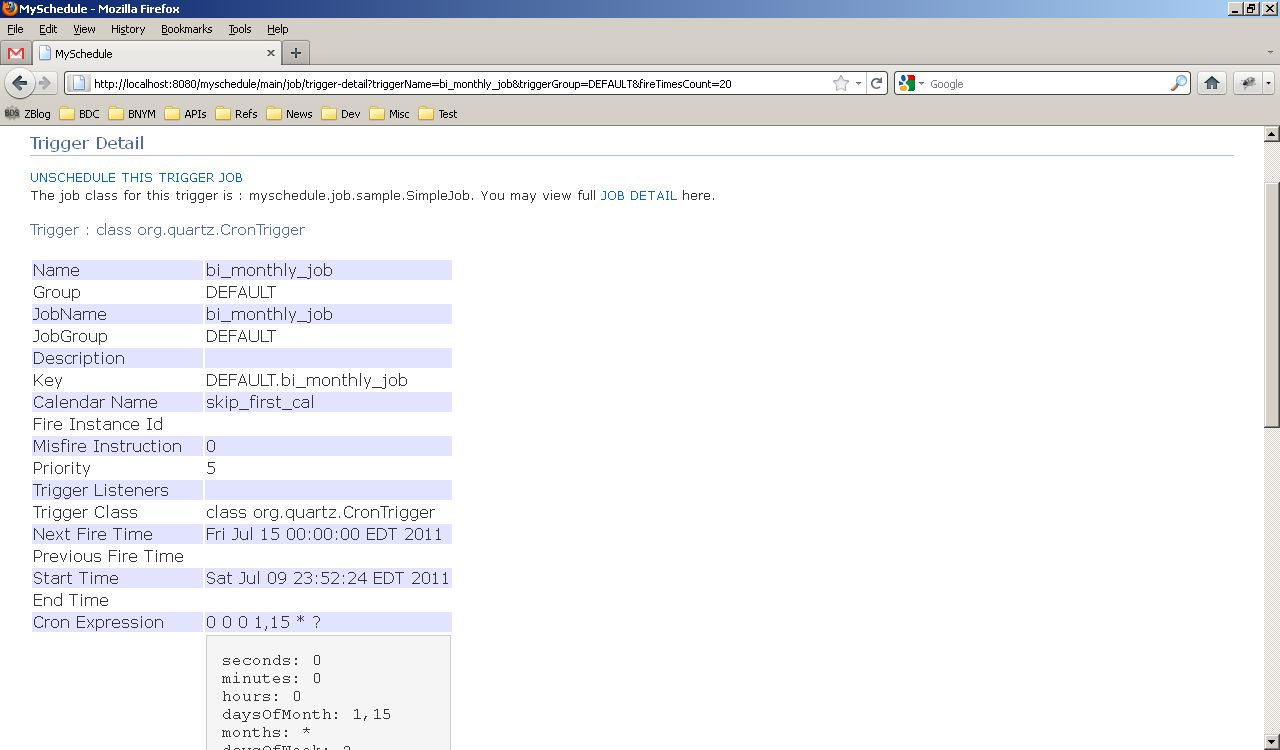 MySchedule - Mozilla Firefox
File Edit View History Bookmarks Tools Help
MySchedule
http://localhost:8080/myschedule/main/job/trigger-detail?triggerName=bi_monthly_job&triggerGroup=DEFAULT&fireTimesCount=20 Google
BDS ZBlog BDC BNYM APIs Refs News Dev Misc Test
Trigger Detail
UNSCHEDULE THIS TRIGGER JOB
The job class for this trigger is : myschedule.job.sample.SimpleJob. You may view full JOB DETAIL here.
Trigger : class org.quartz.CronTrigger
Name bi_monthly_job
Group DEFAULT
JobName bi_monthly_job
JobGroup DEFAULT
Description
Key DEFAULT.bi_monthly_job
Calendar Name skip_first_cal
Fire Instance Id
Misfire Instruction 0
Priority 5
Trigger Listeners
Trigger Class class org.quartz.CronTrigger
Next Fire Time Fri Jul 15 00:00:00 EDT 2011
Previous Fire Time
Start Time Sat Jul 09 23:52:24 EDT 2011
End Time
Cron Expression 0 0 0 1,15 * ?
seconds: 0
minutes: 0
hours: 0
daysOfMonth: 1,15
months: *
daysOfWeek: ?